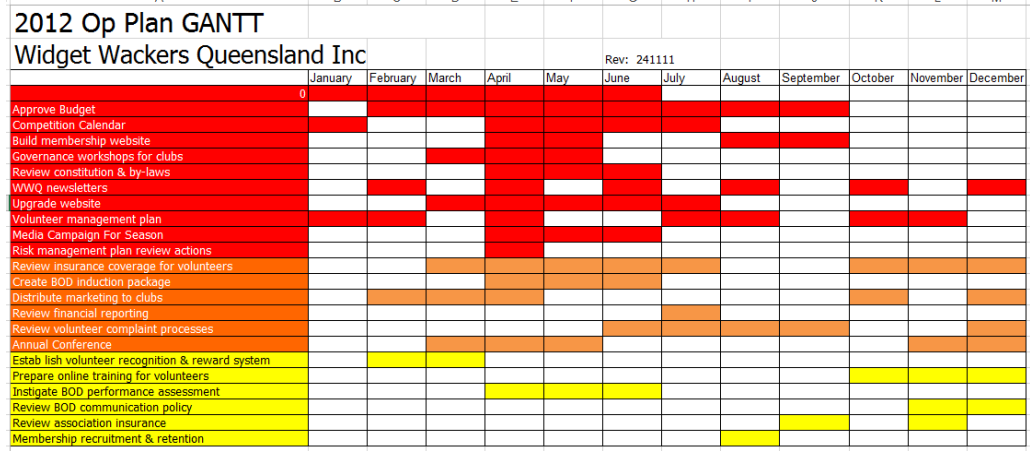 2012 Op Plan GANTT
Widget Wackers Queensland Inc
Rev: 241111
January February March April May June July August September October November December
0
Approve Budget
Competition Calendar
Build membership website
Governance workshops for clubs
Review constitution & by-laws
WWQ newsletters
Upgrade website
Volunteer management plan
Media Campaign For Season
Risk management plan review actions
Review insurance coverage for volunteers
Create BOD induction package
Distribute marketing to clubs
Review financial reporting
Review volunteer complaint processes
Annual Conference
Estab lish volunteer recognition & reward system
Prepare online training for volunteers
Instigate BOD performance assessment
Review BOD communication policy
Review association insurance
Membership recruitment & retention